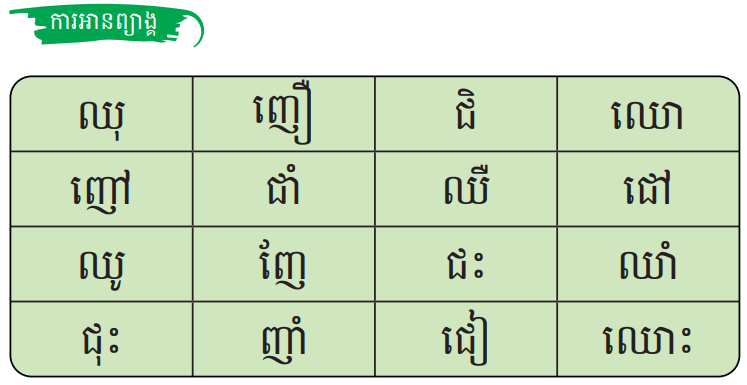 ការអានព្យាង្គ
ឈុ ញឿ ជិ ឈោ
ញៅ ជាំ ឈឺ ជៅ
ឈូ ញែ ជះ ឈាំ
ជុះ ញាំ ជៀ ឈោះ